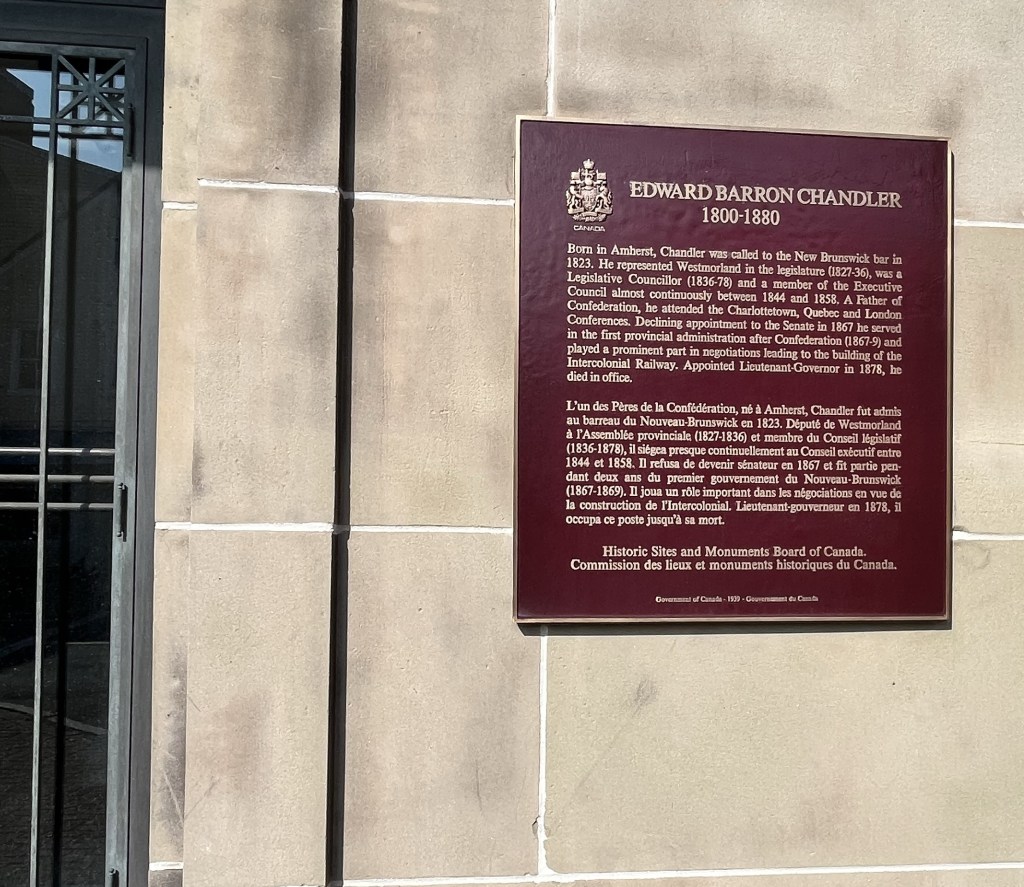 EDWARD BARRON CHANDLER
1800-1880
CANADA
Born in Amherst, Chandler was called to the New Brunswick bar in
1823. He represented Westmorland in the legislature (1827-36), was a
Legislative Councillor (1836-78) and a member of the Executive
Council almost continuously between 1844 and 1858. A Father of
Confederation, he attended the Charlottetown, Quebec and London
Conferences. Declining appointment to the Senate in 1867 he served
in the first provincial administration after Confederation (1867-9) and
played a prominent part in negotiations leading to the building of the
Intercolonial Railway. Appointed Lieutenant-Governor in 1878, he
died in office.
L'un des Pères de la Confédération, né à Amherst, Chandler fut admis
au barreau du Nouveau-Brunswick en 1823. Député de Westmorland
à l'Assemblée provinciale (1827-1836) et membre du Conseil législatif
(1836-1878), il siégea presque continuellement au Conseil exécutif entre
1844 et 1858. Il refusa de devenir sénateur en 1867 et fit partie pen-
dant deux ans du premier gouvernement du Nouveau-Brunswick
(1867-1869). Il joua un rôle important dans les négociations en vue de
la construction de l'Intercolonial. Lieutenant-gouverneur en 1878, il
occupa ce poste jusqu'à sa mort.
Historic Sites and Monuments Board of Canada.
Commission des lieux et monuments historiques du Canada.
Government of Canada - 1939 - Gouvernement du Canada